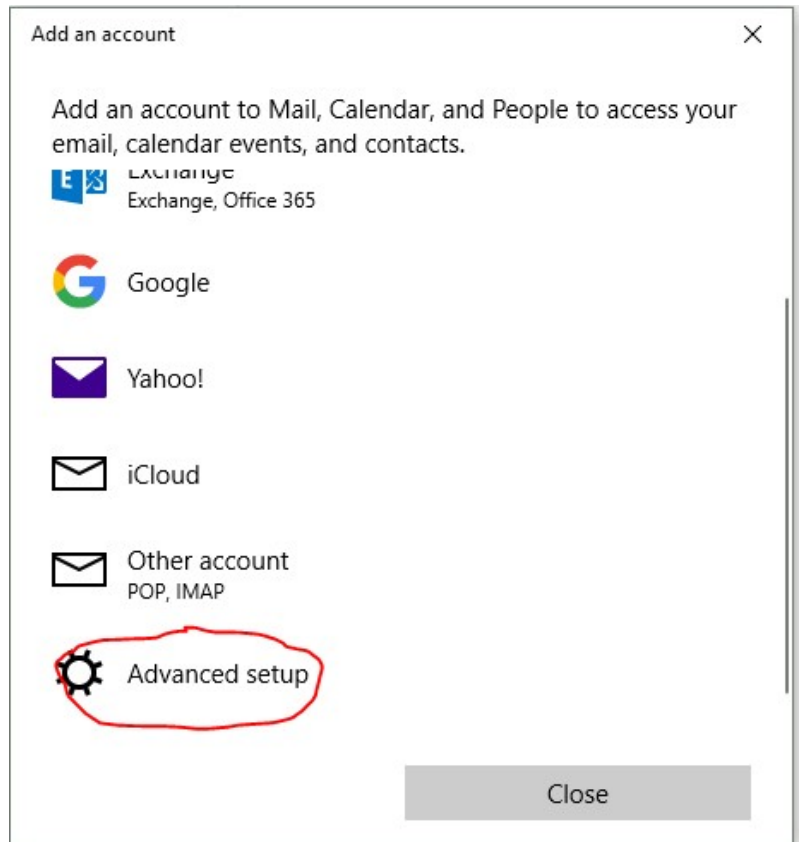 Add an account
Add an account to Mail, Calendar, and People to access your
email, calendar events, and contacts.
Exchange
Exchange, Office 365
Google
Yahoo!
iCloud
Other account
POP, IMAP
Advanced setup
Close